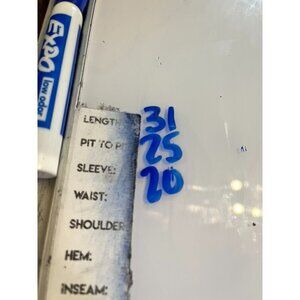 EXPO
low odor
LENGTH: 31
PIT TO PI 25
SLEEVE: 20
WAIST:
SHOULDER
HEM:
INSEAM: